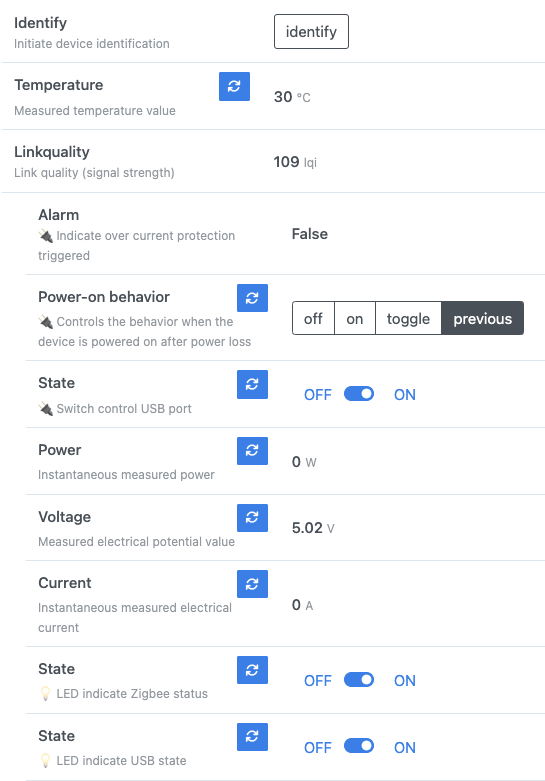 Identify
Initiate device identification
identify
Temperature
Measured temperature value
30 °C
Linkquality
Link quality (signal strength)
109 lqi
Alarm
🔌 Indicate over current protection
triggered
False
Power-on behavior
🔌 Controls the behavior when the
device is powered on after power loss
off on toggle previous
State
🔌 Switch control USB port
OFF ON
Power
Instantaneous measured power
0 W
Voltage
Measured electrical potential value
5.02 V
Current
Instantaneous measured electrical
current
0 A
State
💡 LED indicate Zigbee status
OFF ON
State
💡 LED indicate USB state
OFF ON